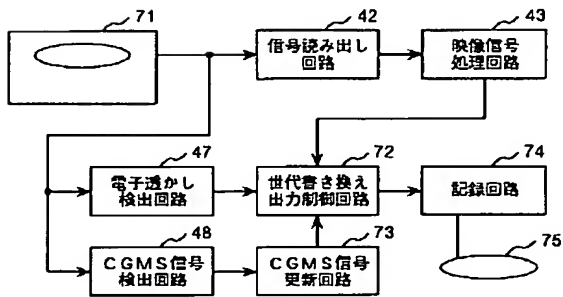 71
42
信号読み出し
回路
43
映像信号
処理回路
47
電子透かし
検出回路
72
世代書き換え
出力制御回路
74
記録回路
48
CGMS信号
検出回路
73
CGMS信号
更新回路
75